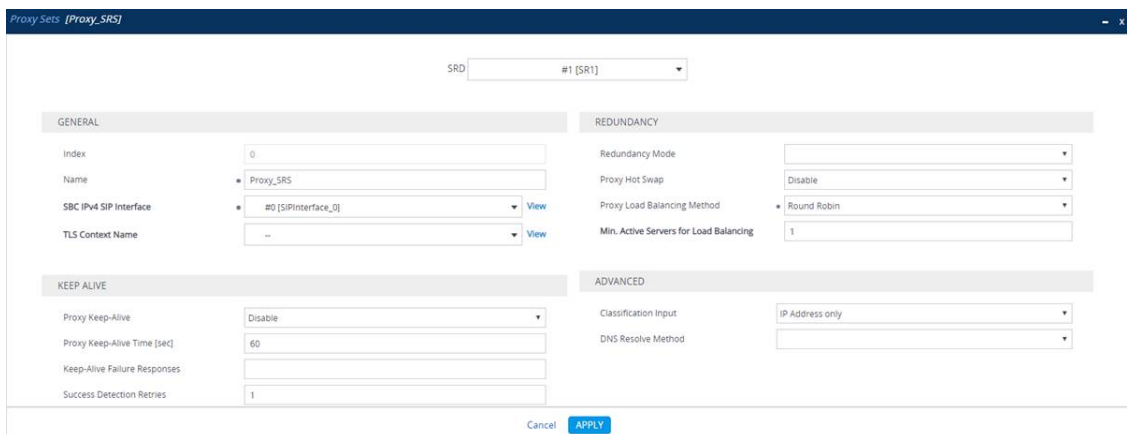 Proxy Sets [Proxy_SRS] – x
SRD #1 [SR1]
GENERAL
Index 0
Name Proxy_SRS
SBC IPv4 SIP Interface #0 [SIPInterface_0] View
TLS Context Name -- View
KEEP ALIVE
Proxy Keep-Alive Disable
Proxy Keep-Alive Time [sec] 60
Keep-Alive Failure Responses
Success Detection Retries 1
REDUNDANCY
Redundancy Mode
Proxy Hot Swap Disable
Proxy Load Balancing Method Round Robin
Min. Active Servers for Load Balancing 1
ADVANCED
Classification Input IP Address only
DNS Resolve Method
Cancel APPLY